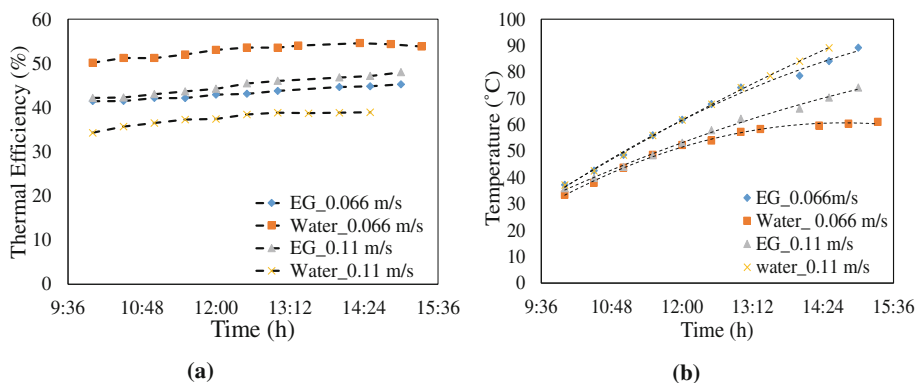 (a)
Thermal Efficiency (%)
60
50
40
30
20
10
0
EG_0.066 m/s
Water_0.066 m/s
EG_0.11 m/s
Water_0.11 m/s
9:36 10:48 12:00 13:12 14:24 15:36
Time (h)
(a)
Temperature (°C)
100
90
80
70
60
50
40
30
20
10
0
EG_0.066m/s
Water_ 0.066 m/s
EG_0.11 m/s
water_0.11 m/s
9:36 10:48 12:00 13:12 14:24 15:36
Time (h)
(b)